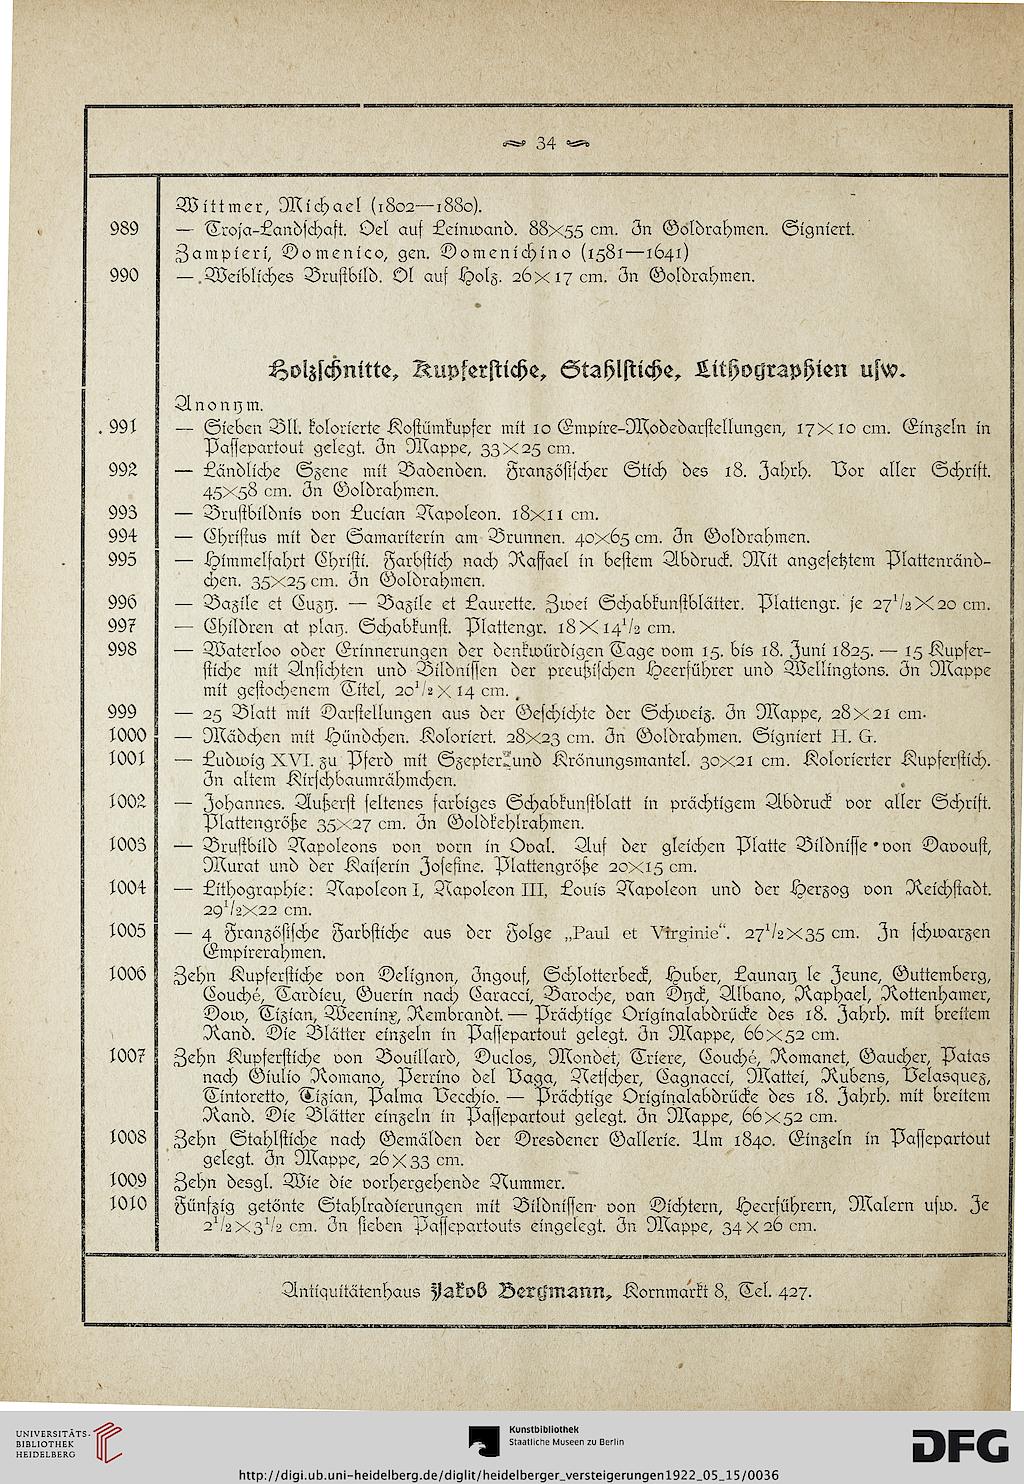 34
Wittmer, Michael (1802—1880).
989 — Troja-Landschaft. Oel auf Leinwand. 88×55 cm. In Goldrahmen. Signiert.
Zampieri, Domenico, gen. Domenichino (1581—1641)
990 — Weibliches Brustbild. Öl auf Holz. 26×17 cm. In Goldrahmen.
Holzschnitte, Kupferstiche, Stahlstiche, Lithographien usw.
Anonym.
991 — Sieben Bll. kolorierte Kostümkupfer mit 10 Empire-Modedarstellungen, 17×10 cm. Einzeln in
Passepartout gelegt. In Mappe, 33×25 cm.
992 — Ländliche Szene mit Badenden. Französischer Stich des 18. Jahrh. Vor aller Schrift.
45×58 cm. In Goldrahmen.
993 — Brustbildnis von Lucian Napoleon. 18×11 cm.
994 — Christus mit der Samariterin am Brunnen. 40×65 cm. In Goldrahmen.
995 — Himmelfahrt Christi. Farbstich nach Raffael in bestem Abdruck. Mit angesetztem Plattenränd-
chen. 35×25 cm. In Goldrahmen.
996 — Bazile et Cuzy. — Bazile et Laurette. Zwei Schabkunstblätter. Plattengr. je 27¹/₂×20 cm.
997 — Children at play. Schabkunst. Plattengr. 18×14¹/₂ cm.
998 — Waterloo oder Erinnerungen der denkwürdigen Tage vom 15. bis 18. Juni 1825. — 15 Kupfer-
stiche mit Ansichten und Bildnissen der preußischen Heerführer und Wellingtons. In Mappe
mit gestochenem Titel, 20¹/₂×14 cm.
999 — 25 Blatt mit Darstellungen aus der Geschichte der Schweiz. In Mappe, 28×21 cm.
1000 — Mädchen mit Hündchen. Koloriert. 28×23 cm. In Goldrahmen. Signiert H. G.
1001 — Ludwig XVI. zu Pferd mit Szepter und Krönungsmantel. 30×21 cm. Kolorierter Kupferstich.
In altem Kirschbaumrähmchen.
1002 — Johannes. Äußerst seltenes farbiges Schabkunstblatt in prächtigem Abdruck vor aller Schrift.
Plattengröße 35×27 cm. In Goldkehlrahmen.
1003 — Brustbild Napoleons von vorn in Oval. Auf der gleichen Platte Bildnisse von Davoust,
Murat und der Kaiserin Josefine. Plattengröße 20×15 cm.
1004 — Lithographie: Napoleon I, Napoleon III, Louis Napoleon und der Herzog von Reichstadt.
29¹/₂×22 cm.
1005 — 4 Französische Farbstiche aus der Folge „Paul et Virginie“. 27¹/₂×35 cm. In schwarzen
Empirerahmen.
1006 Zehn Kupferstiche von Delignon, Ingouf, Schlotterbeck, Huber, Launay le Jeune, Guttemberg,
Couché, Tardieu, Guerin nach Caracci, Baroche, van Dyck, Albano, Raphael, Rottenhamer,
Dow, Tizian, Weeninx, Rembrandt. — Prächtige Originalabdrücke des 18. Jahrh. mit breitem
Rand. Die Blätter einzeln in Passepartout gelegt. In Mappe, 66×52 cm.
1007 Zehn Kupferstiche von Bouillard, Duclos, Mondet, Triere, Couché, Romanet, Gaucher, Patas
nach Giulio Romano, Perrino del Vaga, Netscher, Cagnacci, Mattei, Rubens, Velasquez,
Tintoretto, Tizian, Palma Vecchio. — Prächtige Originalabdrücke des 18. Jahrh. mit breitem
Rand. Die Blätter einzeln in Passepartout gelegt. In Mappe, 66×52 cm.
1008 Zehn Stahlstiche nach Gemälden der Dresdener Gallerie. Um 1840. Einzeln in Passepartout
gelegt. In Mappe, 26×33 cm.
1009 Zehn desgl. Wie die vorhergehende Nummer.
1010 Fünfzig getönte Stahlradierungen mit Bildnissen von Dichtern, Heerführern, Malern usw. Je
2¹/₂×3¹/₂ cm. In sieben Passepartouts eingelegt. In Mappe, 34×26 cm.
Antiquitätenhaus Jakob Bergmann, Kornmarkt 8, Tel. 427.
UNIVERSITÄTS-
BIBLIOTHEK
HEIDELBERG
Kunstbibliothek
Staatliche Museen zu Berlin
DFG
http://digi.ub.uni-heidelberg.de/diglit/heidelberger_versteigerungen1922_05_15/0036